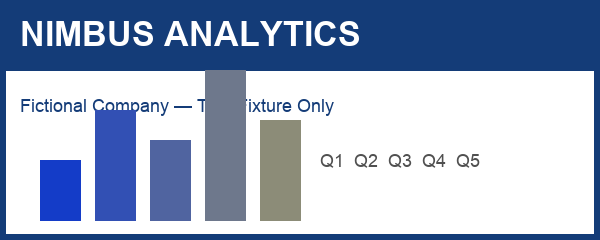 NIMBUS ANALYTICS
Fictional Company — Fixture Only
Q1 Q2 Q3 Q4 Q5